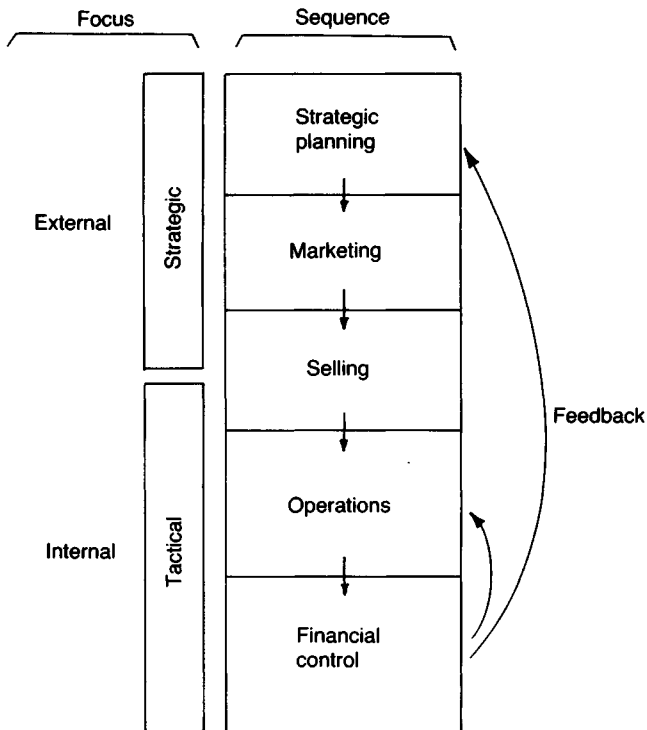 Focus
Sequence
Strategic
planning
External
Strategic
Marketing
Selling
Feedback
Operations
Internal
Tactical
Financial
control